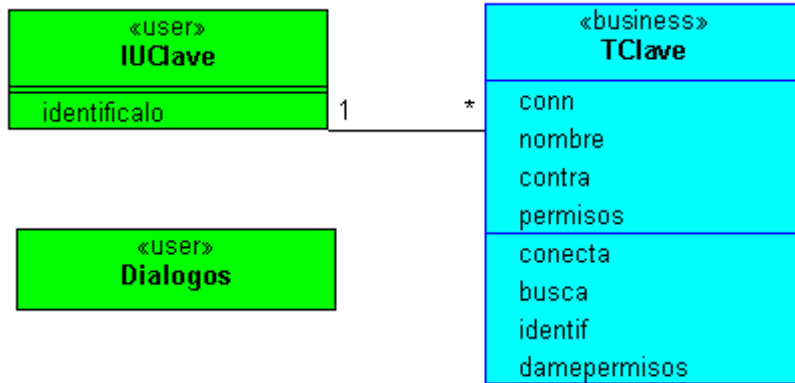 «user»
IUClave
identificalo
1
*
«business»
TClave
conn
nombre
contra
permisos
conecta
busca
identif
damepermisos
«user»
Dialogos